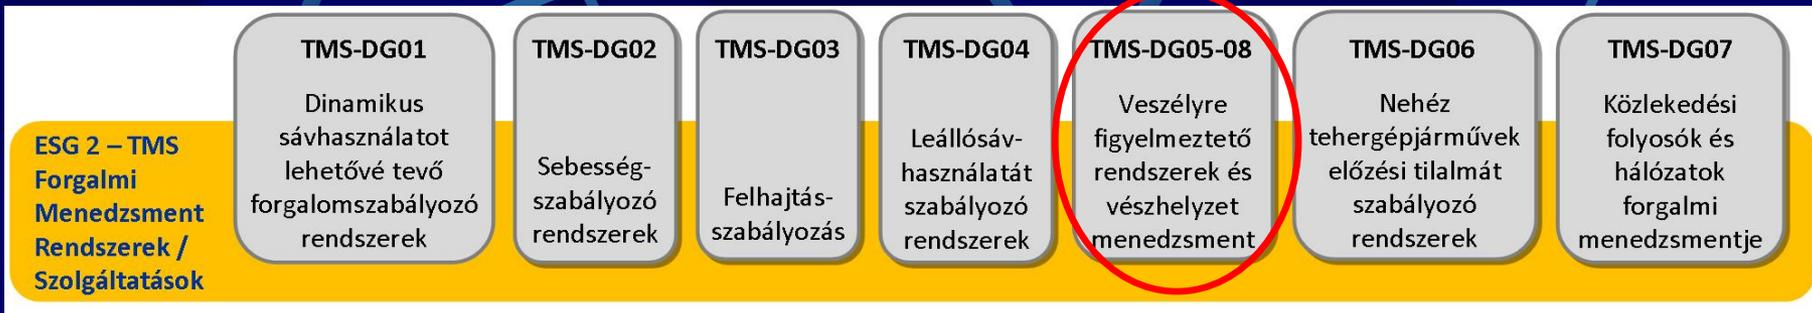 ESG 2 – TMS
Forgalmi
Menedzsment
Rendszerek /
Szolgáltatások
TMS-DG01
Dinamikus
sávhasználatot
lehetővé tevő
forgalomszabályozó
rendszerek
TMS-DG02
Sebesség-
szabályozó
rendszerek
TMS-DG03
Felhajtás-
szabályozás
TMS-DG04
Leállósáv-
használatát
szabályozó
rendszerek
TMS-DG05-08
Veszélyre
figyelmeztető
rendszerek és
vészhelyzet
menedzsment
TMS-DG06
Nehéz
tehergépjárművek
előzési tilalmát
szabályozó
rendszerek
TMS-DG07
Közlekedési
folyosók és
hálózatok
forgalmi
menedzsmentje